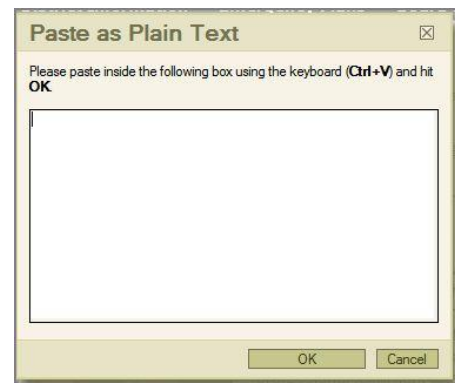 Paste as Plain Text
Please paste inside the following box using the keyboard (Ctrl+V) and hit
OK.
OK
Cancel